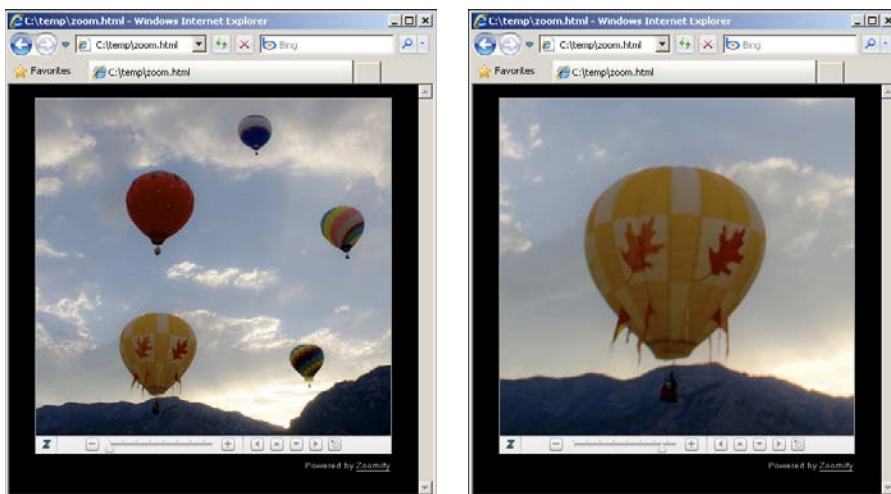 C:\temp\zoom.html - Windows Internet Explorer
C:\temp\zoom.html
Bing
Favorites
C:\temp\zoom.html
Z
Powered by Zoomify
C:\temp\zoom.html - Windows Internet Explorer
C:\temp\zoom.html
Bing
Favorites
C:\temp\zoom.html
Z
Powered by Zoomify